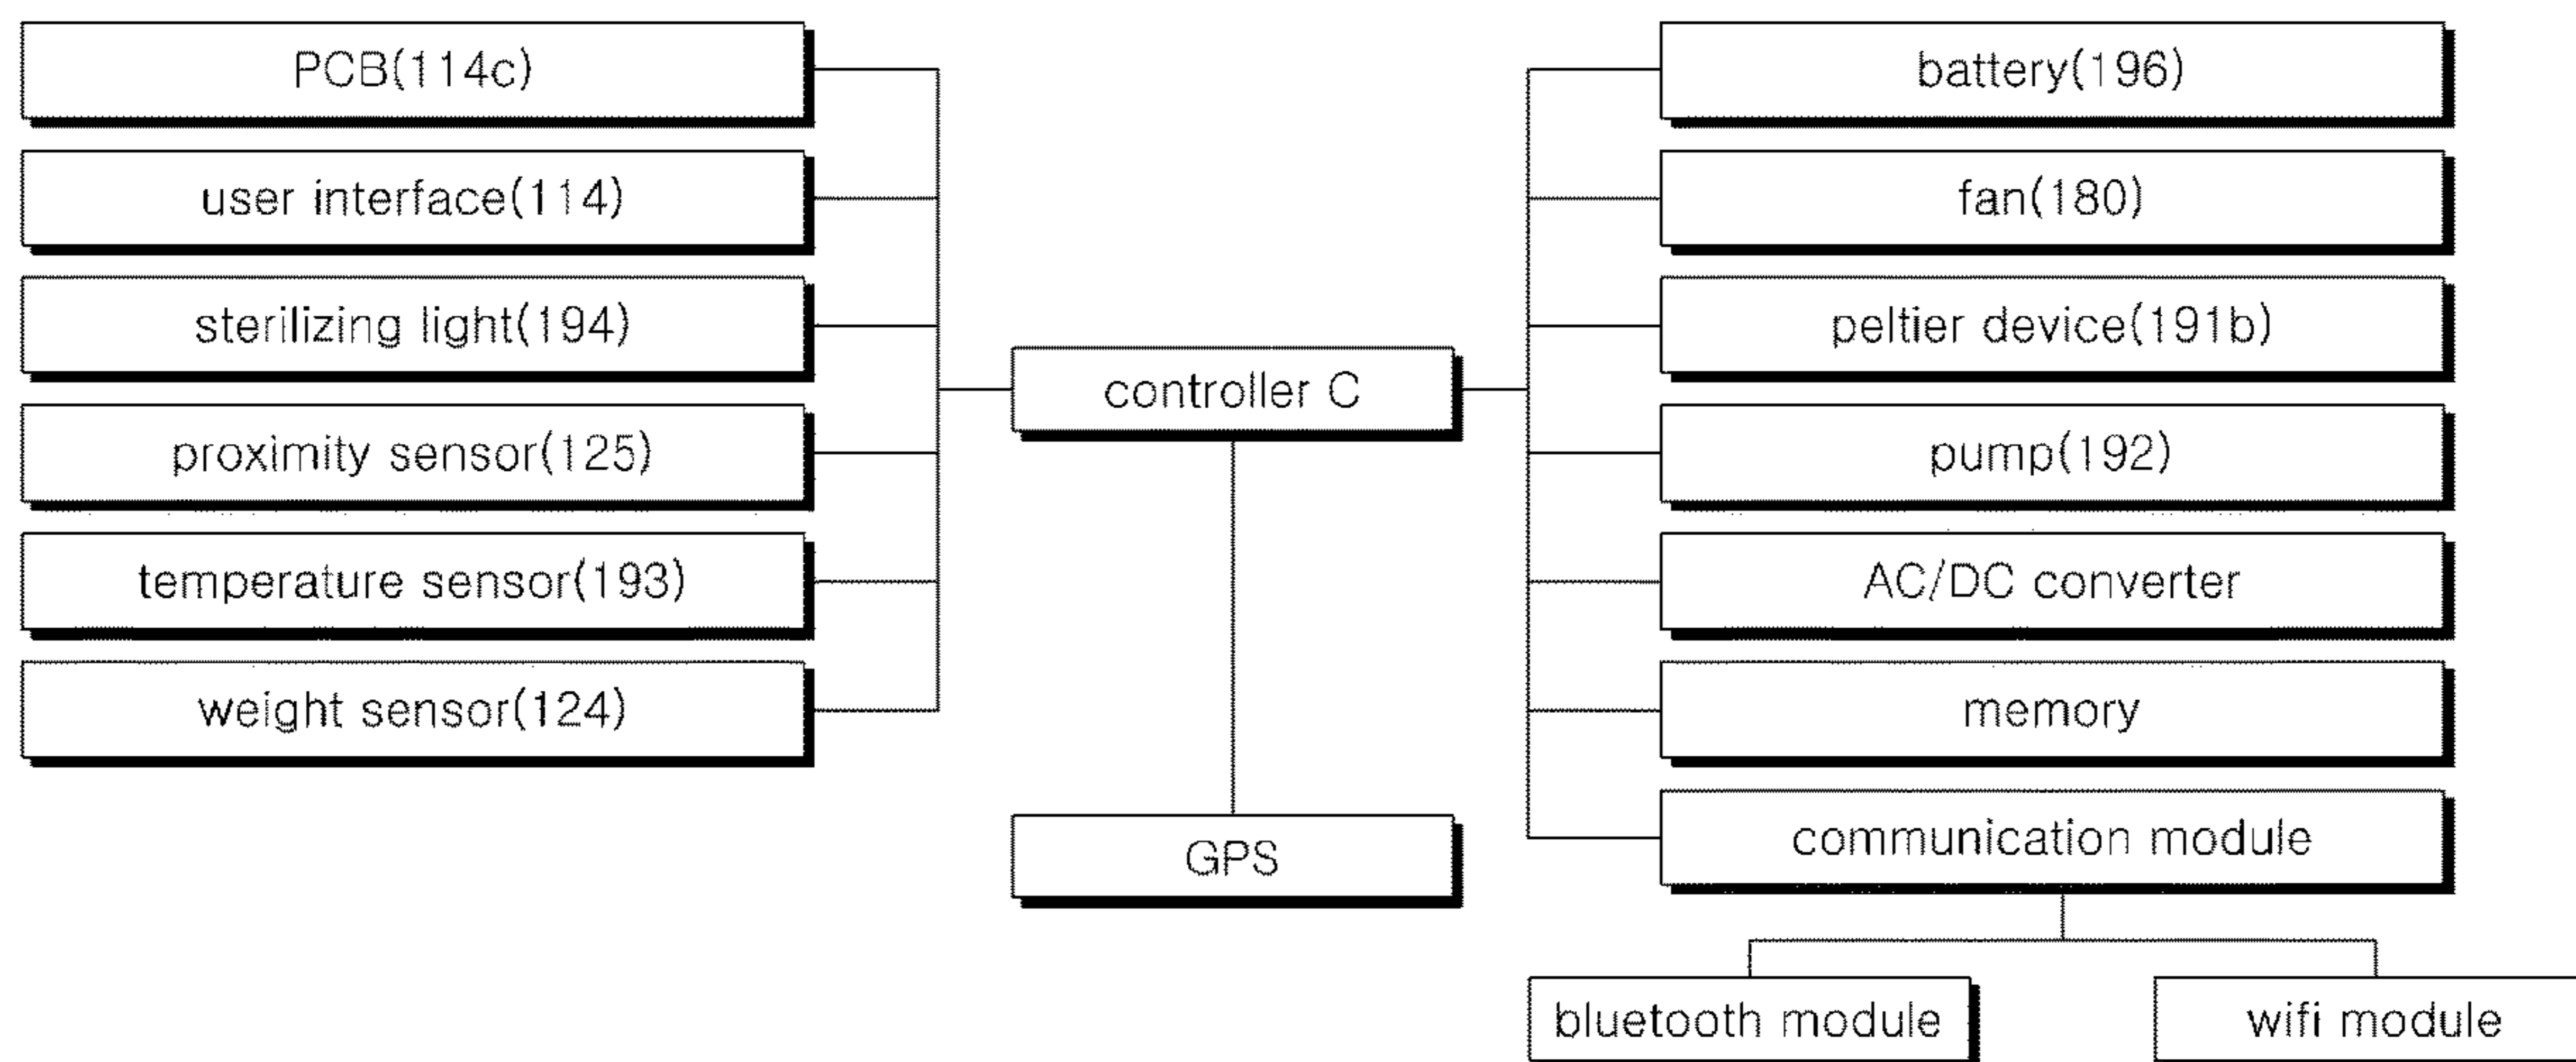 PCB(114c)
user interface(114)
sterilizing light(194)
proximity sensor(125)
temperature sensor(193)
weight sensor(124)
controller C
GPS
battery(196)
fan(180)
peltier device(191b)
pump(192)
AC/DC converter
memory
communication module
bluetooth module
wifi module